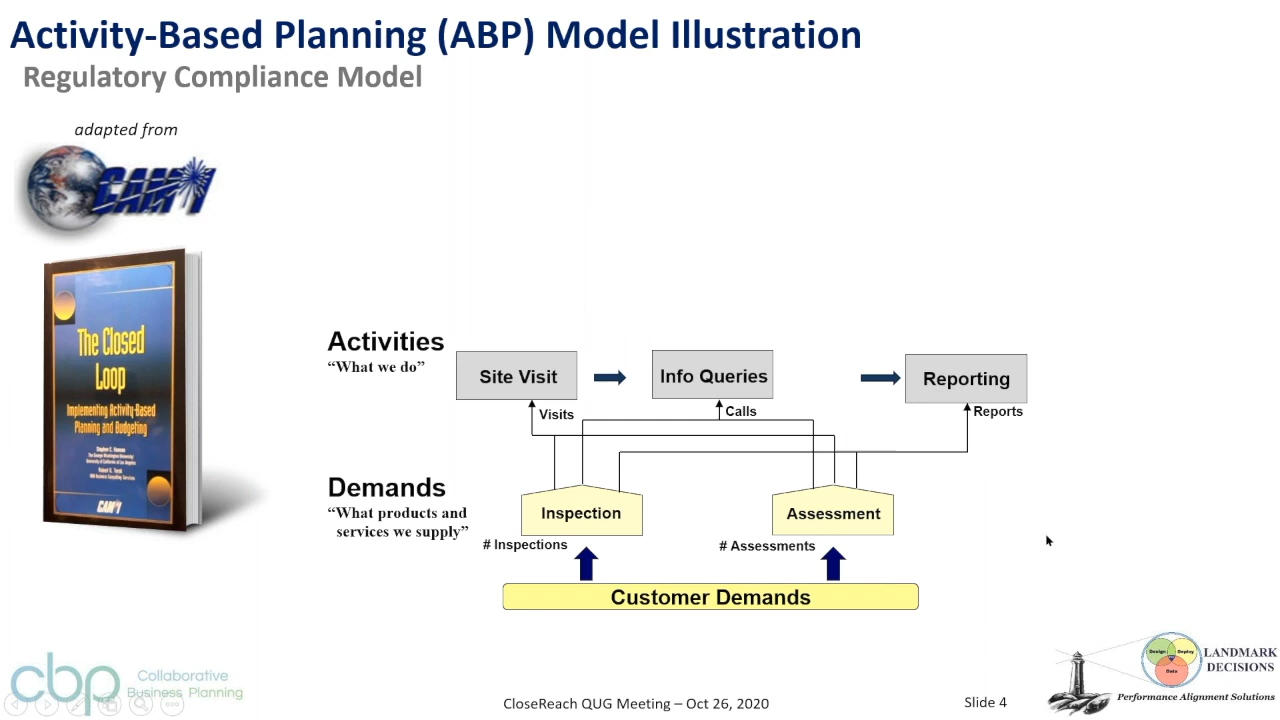 Activity-Based Planning (ABP) Model Illustration
Regulatory Compliance Model
adapted from
CAM-I
The Closed
Loop
Implementing Activity-Based
Planning and Budgeting
CAM-I
Activities
“What we do”
Site Visit
Info Queries
Reporting
Visits
Calls
Reports
Demands
“What products and
services we supply”
Inspection
Assessment
# Inspections
# Assessments
Customer Demands
cbp
Collaborative
Business Planning
CloseReach QUG Meeting – Oct 26, 2020
Slide 4
Design
Deploy
Data
LANDMARK
DECISIONS
Performance Alignment Solutions